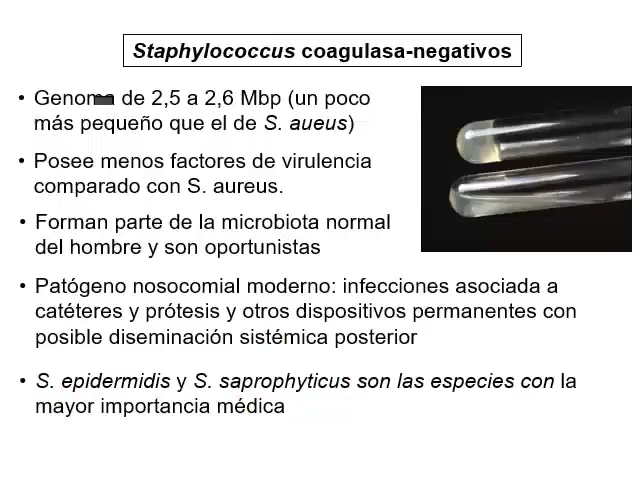 Staphylococcus coagulasa-negativos
• Genoma de 2,5 a 2,6 Mbp (un poco
más pequeño que el de S. aueus)
• Posee menos factores de virulencia
comparado con S. aureus.
• Forman parte de la microbiota normal
del hombre y son oportunistas
• Patógeno nosocomial moderno: infecciones asociada a
catéteres y prótesis y otros dispositivos permanentes con
posible diseminación sistémica posterior
• S. epidermidis y S. saprophyticus son las especies con la
mayor importancia médica